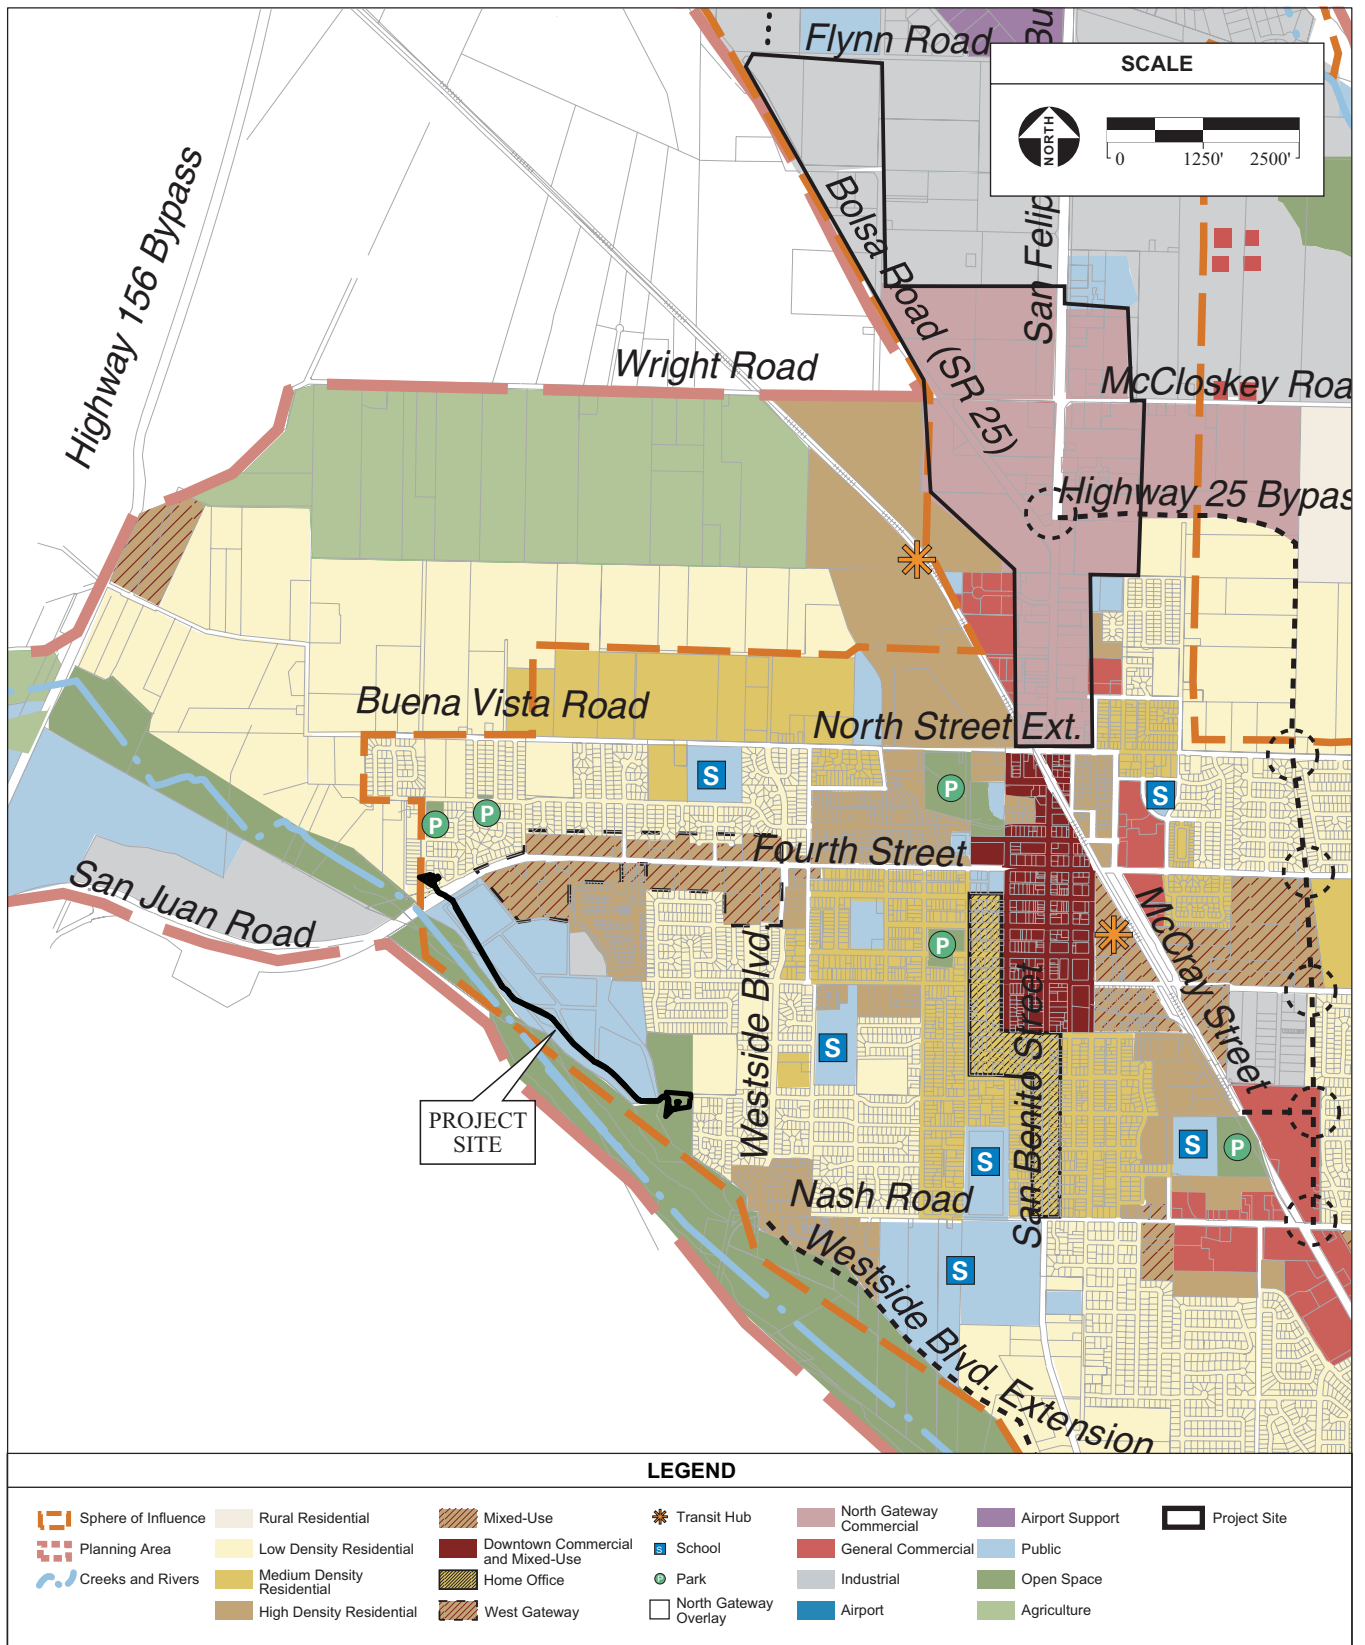 Flynn Road
Bu
SCALE
NORTH
0 1250' 2500'
Highway 156 Bypass
Bolsa Road (SR 25)
San Felip
Wright Road
McCloskey Roa
Highway 25 Bypas
Buena Vista Road
North Street Ext.
S
P
S
P
P
Fourth Street
San Juan Road
McCray Street
P
Westside Blvd
San Benito Street
S
PROJECT
SITE
S
S
P
Nash Road
S
Westside Blvd. Extension
LEGEND
Sphere of Influence
Planning Area
Creeks and Rivers
Rural Residential
Low Density Residential
Medium Density
Residential
High Density Residential
Mixed-Use
Downtown Commercial
and Mixed-Use
Home Office
West Gateway
Transit Hub
S School
P Park
North Gateway
Overlay
North Gateway
Commercial
General Commercial
Industrial
Airport
Airport Support
Public
Open Space
Agriculture
Project Site